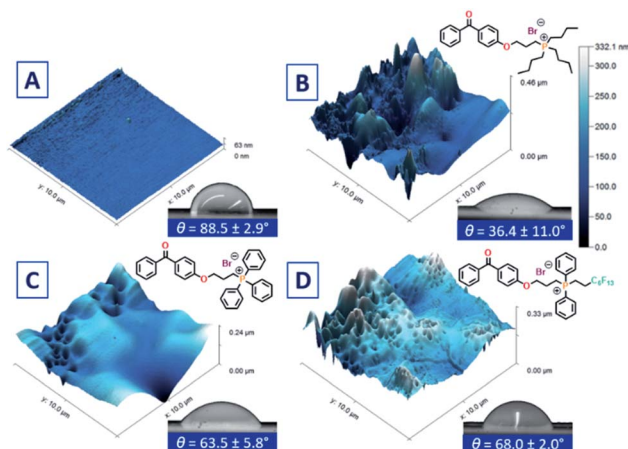 A
y: 10.0 µm
x: 10.0 µm
63 nm
0 nm
θ = 88.5 ± 2.9°
B
O
O
Br
⊖
⊕
P
y: 10.0 µm
x: 10.0 µm
0.46 µm
0.00 µm
θ = 36.4 ± 11.0°
332.1 nm
300.0
250.0
200.0
150.0
100.0
50.0
0.0
C
O
O
Br
⊖
⊕
P
y: 10.0 µm
x: 10.0 µm
0.24 µm
0.00 µm
θ = 63.5 ± 5.8°
D
O
O
Br
⊖
P
⊕
C₆F₁₃
y: 10.0 µm
x: 10.0 µm
0.33 µm
0.00 µm
θ = 68.0 ± 2.0°